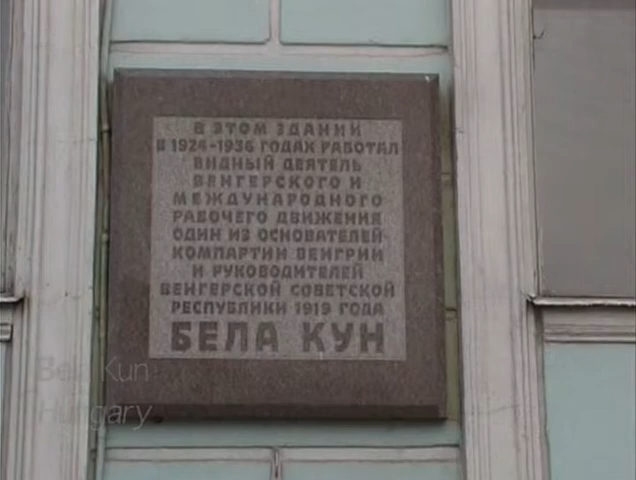 В ЭТОМ ЗДАНИИ
В 1924-1936 ГОДАХ РАБОТАЛ
ВИДНЫЙ ДЕЯТЕЛЬ
ВЕНГЕРСКОГО И
МЕЖДУНАРОДНОГО
РАБОЧЕГО ДВИЖЕНИЯ
ОДИН ИЗ ОСНОВАТЕЛЕЙ
КОМПАРТИИ ВЕНГРИИ
И РУКОВОДИТЕЛЕЙ
ВЕНГЕРСКОЙ СОВЕТСКОЙ
РЕСПУБЛИКИ 1919 ГОДА
БЕЛА КУН
Bela Kun
Hungary